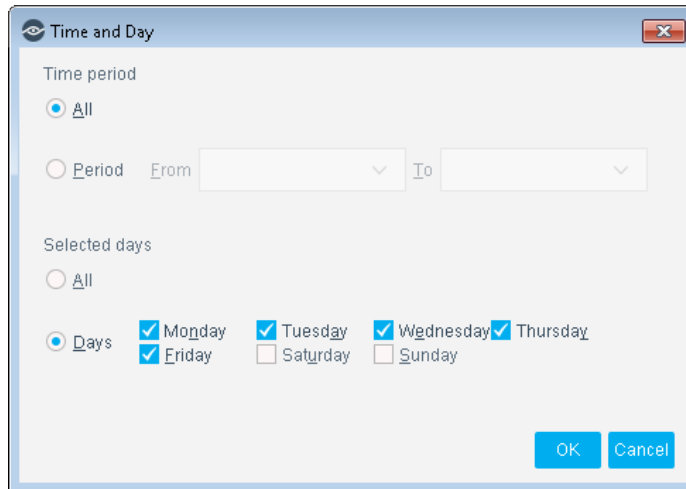 Time and Day
Time period
All
Period From To
Selected days
All
Days Monday Tuesday Wednesday Thursday
Friday Saturday Sunday
OK Cancel